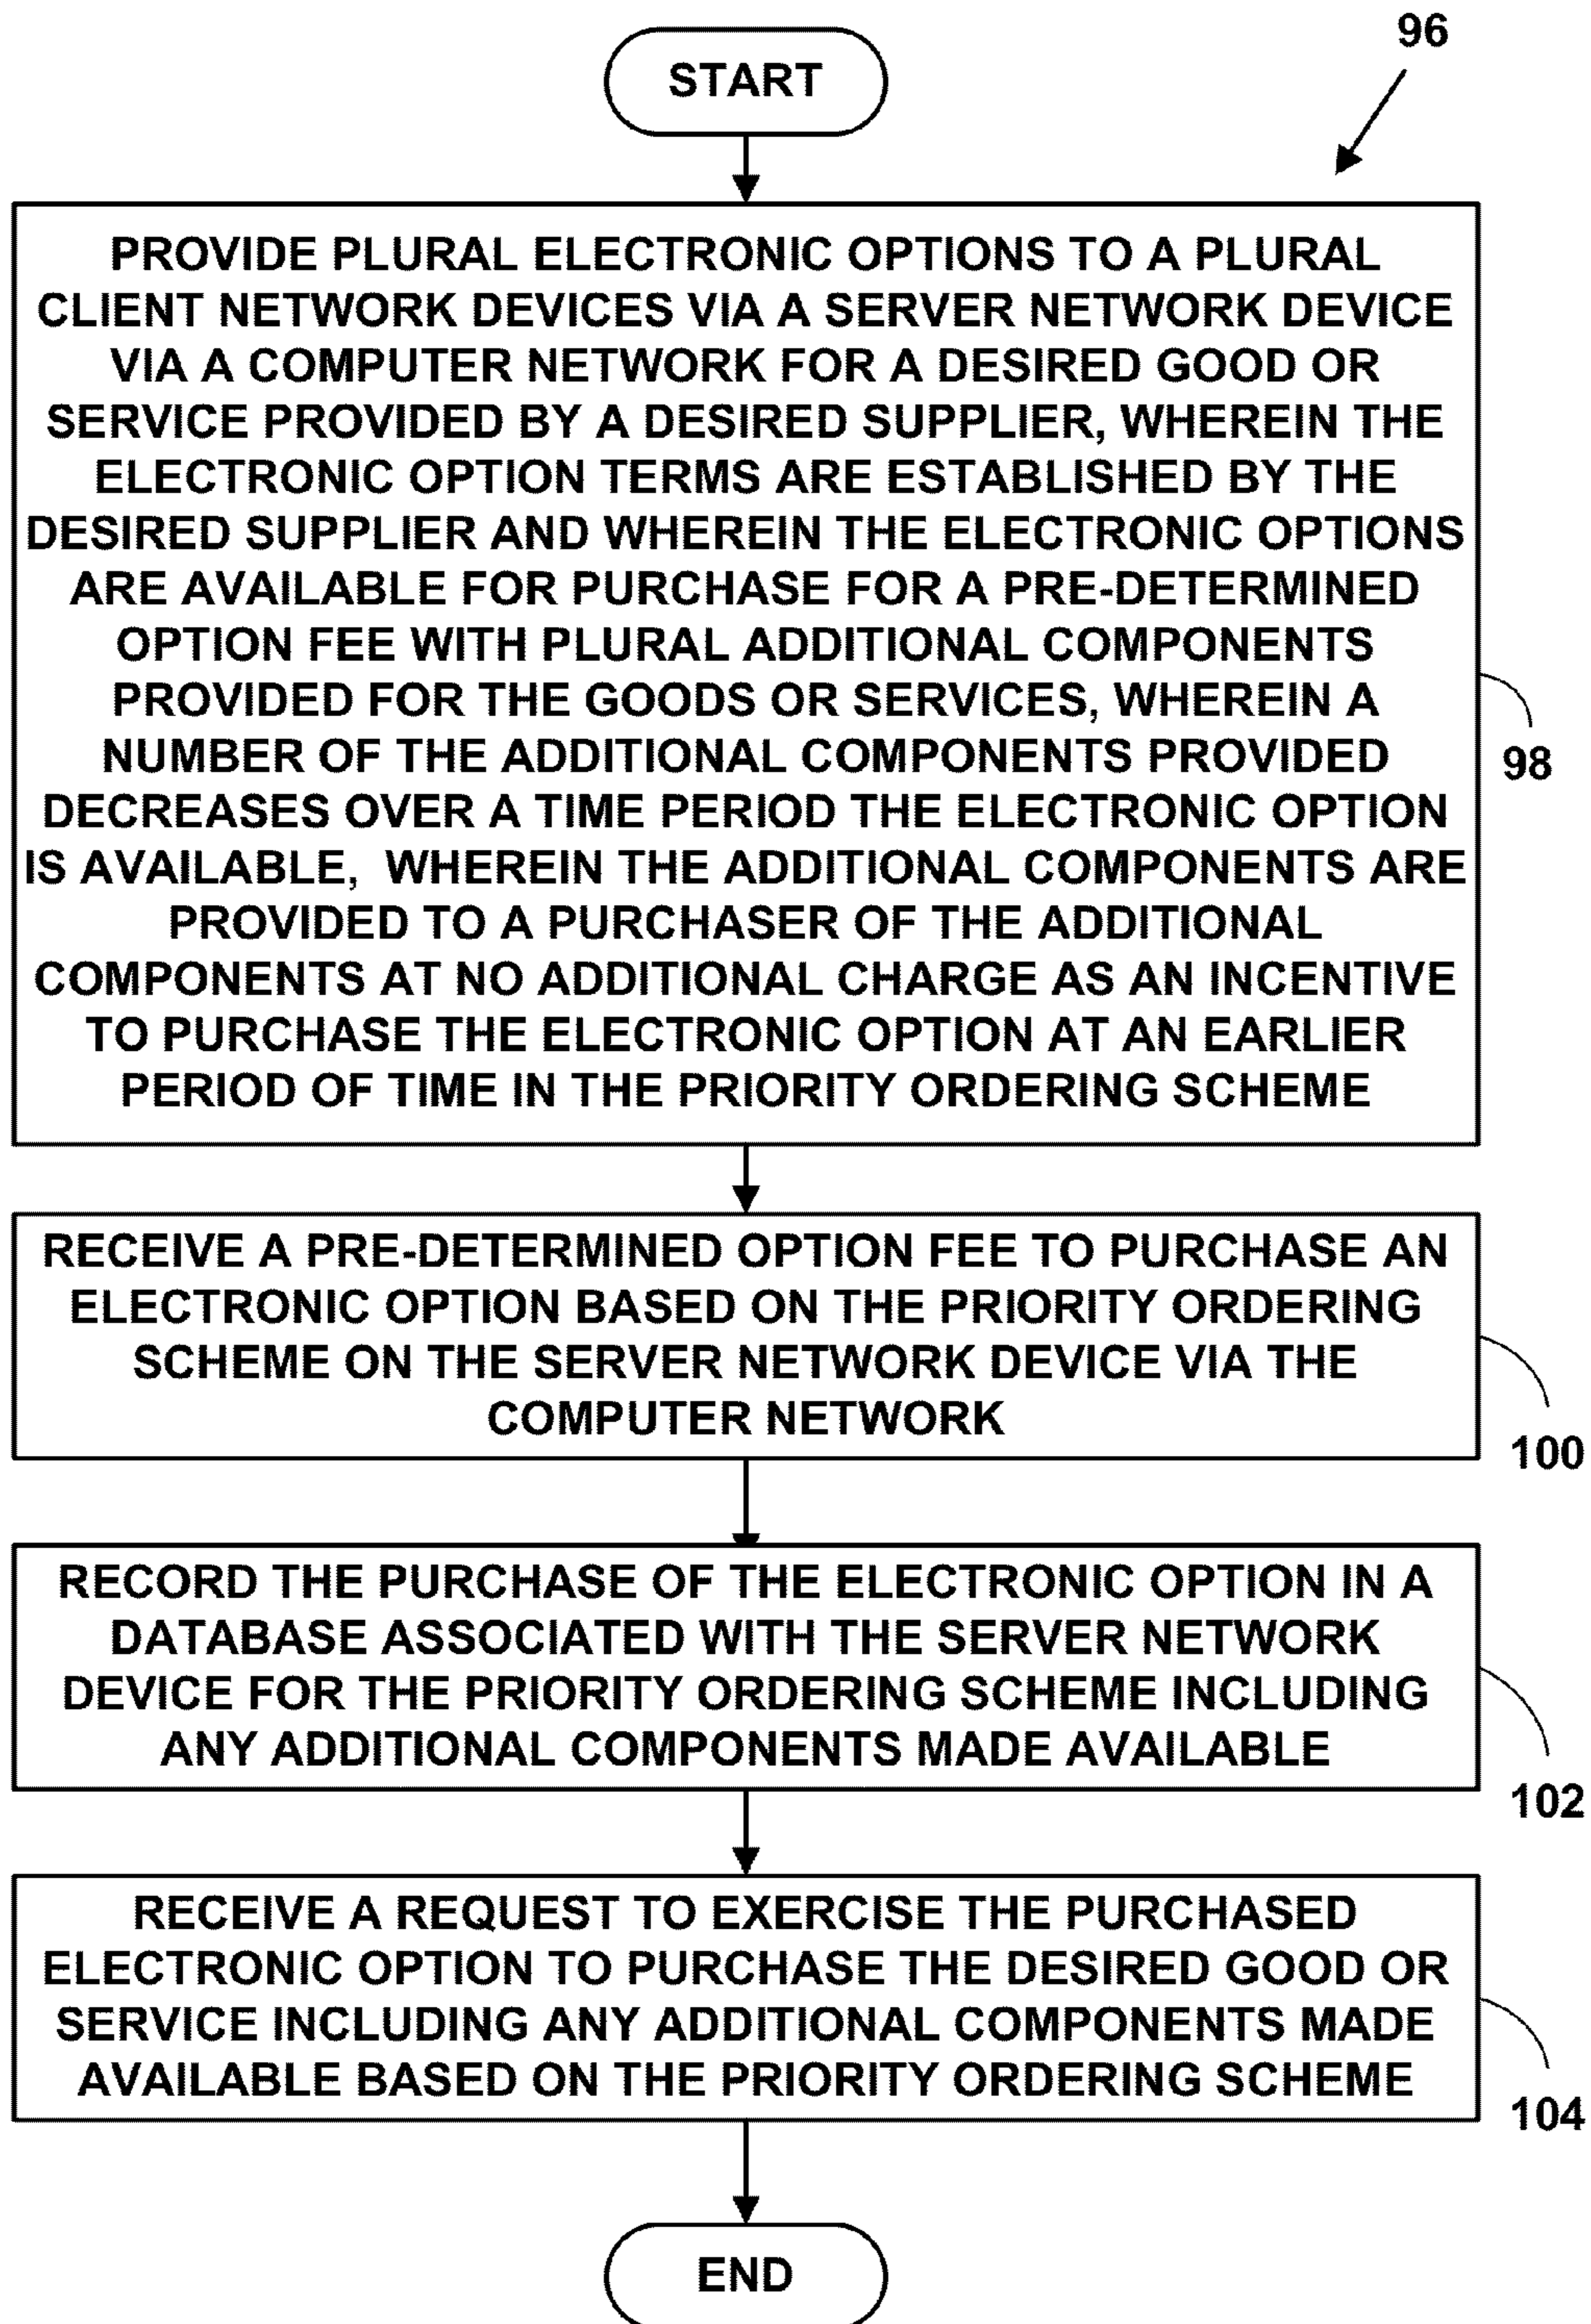 96
START
PROVIDE PLURAL ELECTRONIC OPTIONS TO A PLURAL
CLIENT NETWORK DEVICES VIA A SERVER NETWORK DEVICE
VIA A COMPUTER NETWORK FOR A DESIRED GOOD OR
SERVICE PROVIDED BY A DESIRED SUPPLIER, WHEREIN THE
ELECTRONIC OPTION TERMS ARE ESTABLISHED BY THE
DESIRED SUPPLIER AND WHEREIN THE ELECTRONIC OPTIONS
ARE AVAILABLE FOR PURCHASE FOR A PRE-DETERMINED
OPTION FEE WITH PLURAL ADDITIONAL COMPONENTS
PROVIDED FOR THE GOODS OR SERVICES, WHEREIN A
NUMBER OF THE ADDITIONAL COMPONENTS PROVIDED
DECREASES OVER A TIME PERIOD THE ELECTRONIC OPTION
IS AVAILABLE, WHEREIN THE ADDITIONAL COMPONENTS ARE
PROVIDED TO A PURCHASER OF THE ADDITIONAL
COMPONENTS AT NO ADDITIONAL CHARGE AS AN INCENTIVE
TO PURCHASE THE ELECTRONIC OPTION AT AN EARLIER
PERIOD OF TIME IN THE PRIORITY ORDERING SCHEME
98
RECEIVE A PRE-DETERMINED OPTION FEE TO PURCHASE AN
ELECTRONIC OPTION BASED ON THE PRIORITY ORDERING
SCHEME ON THE SERVER NETWORK DEVICE VIA THE
COMPUTER NETWORK
100
RECORD THE PURCHASE OF THE ELECTRONIC OPTION IN A
DATABASE ASSOCIATED WITH THE SERVER NETWORK
DEVICE FOR THE PRIORITY ORDERING SCHEME INCLUDING
ANY ADDITIONAL COMPONENTS MADE AVAILABLE
102
RECEIVE A REQUEST TO EXERCISE THE PURCHASED
ELECTRONIC OPTION TO PURCHASE THE DESIRED GOOD OR
SERVICE INCLUDING ANY ADDITIONAL COMPONENTS MADE
AVAILABLE BASED ON THE PRIORITY ORDERING SCHEME
104
END